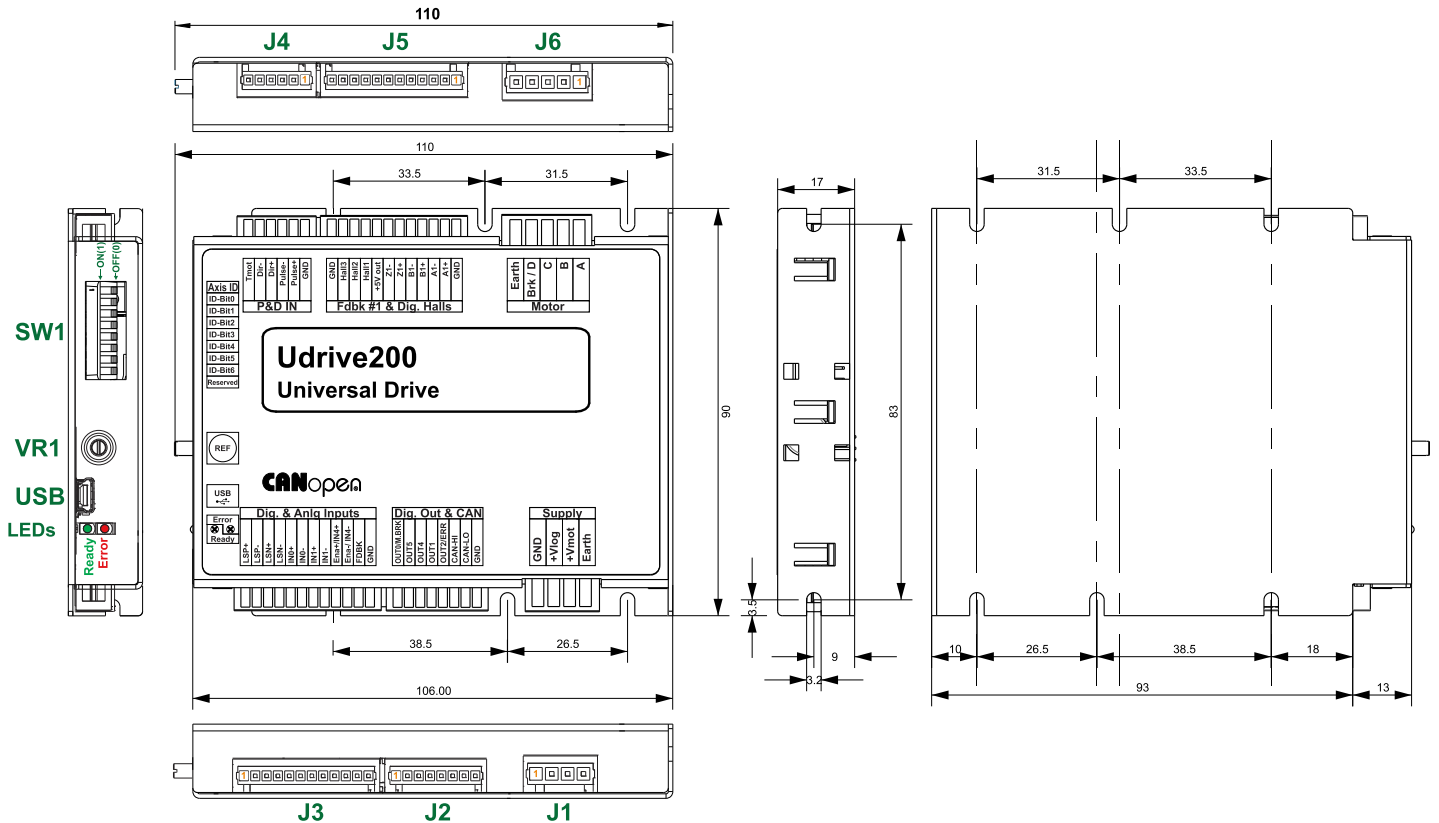 110
J4
J5
J6
1
1
1
110
33.5
31.5
17
31.5
33.5
ON(1)
OFF(0)
SW1
VR1
USB
LEDs
Ready
Error
Tmot
Dir-
Dir+
Pulse-
Pulse+
GND
P&D IN
GND
Hall3
Hall2
Hall1
+5V out
Z1-
Z1+
B1-
B1+
A1-
A1+
GND
Fdbk #1 & Dig. Halls
Earth
Brk / D
C
B
A
Motor
Axis ID
ID-Bit0
ID-Bit1
ID-Bit2
ID-Bit3
ID-Bit4
ID-Bit5
ID-Bit6
Reserved
Udrive200
Universal Drive
REF
CANopen
USB
Error
Ready
Dig. & Anlg Inputs
LSP+
LSP-
LSN+
LSN-
IN0+
IN0-
IN1+
IN1-
Ena+/IN4+
Ena-/ IN4-
FDBK
GND
Dig. Out & CAN
OUT0/M.BRK
OUT5
OUT4
OUT1
OUT2/ERR
CAN-HI
CAN-LO
GND
Supply
GND
+Vlog
+Vmot
Earth
90
83
3.5
9
3.2
38.5
26.5
106.00
10
26.5
38.5
18
93
13
1
1
1
J3
J2
J1